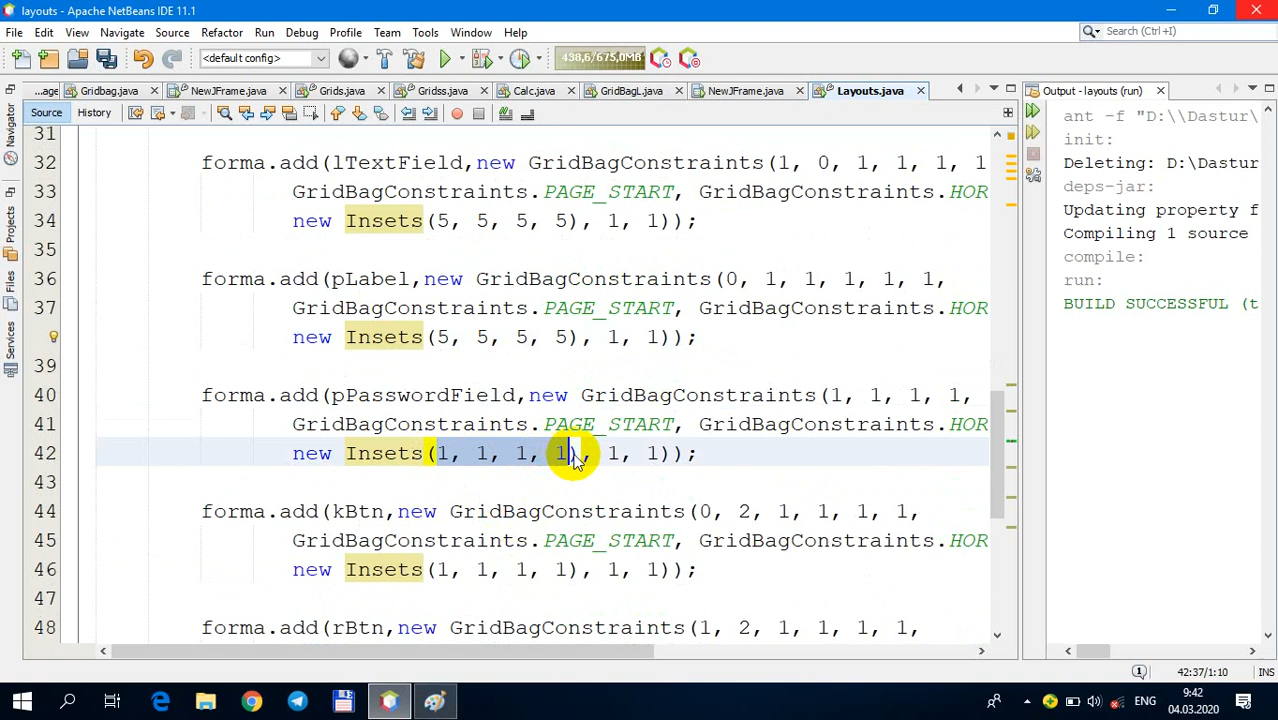 layouts - Apache NetBeans IDE 11.1
File Edit View Navigate Source Refactor Run Debug Profile Team Tools Window Help
Search (Ctrl+I)
<default config>
438,6/675,0MB
...age Gridbag.java NewJFrame.java Grids.java Gridss.java Calc.java GridBagL.java NewJFrame.java Layouts.java
Output - layouts (run)
Source History
Navigator
Projects
Files
Services
31
32 forma.add(lTextField,new GridBagConstraints(1, 0, 1, 1, 1, 1
33 GridBagConstraints.PAGE_START, GridBagConstraints.HOR
34 new Insets(5, 5, 5, 5), 1, 1));
35
36 forma.add(pLabel,new GridBagConstraints(0, 1, 1, 1, 1, 1,
37 GridBagConstraints.PAGE_START, GridBagConstraints.HOR
new Insets(5, 5, 5, 5), 1, 1));
39
40 forma.add(pPasswordField,new GridBagConstraints(1, 1, 1, 1,
41 GridBagConstraints.PAGE_START, GridBagConstraints.HOR
42 new Insets(1, 1, 1, 1), 1, 1));
43
44 forma.add(kBtn,new GridBagConstraints(0, 2, 1, 1, 1, 1,
45 GridBagConstraints.PAGE_START, GridBagConstraints.HOR
46 new Insets(1, 1, 1, 1), 1, 1));
47
48 forma.add(rBtn,new GridBagConstraints(1, 2, 1, 1, 1, 1,
ant -f "D:\\Dastur\
init:
Deleting: D:\Dastur
deps-jar:
Updating property f
Compiling 1 source
compile:
run:
BUILD SUCCESSFUL (t
42:37/1:10 INS
ENG
9:42
04.03.2020